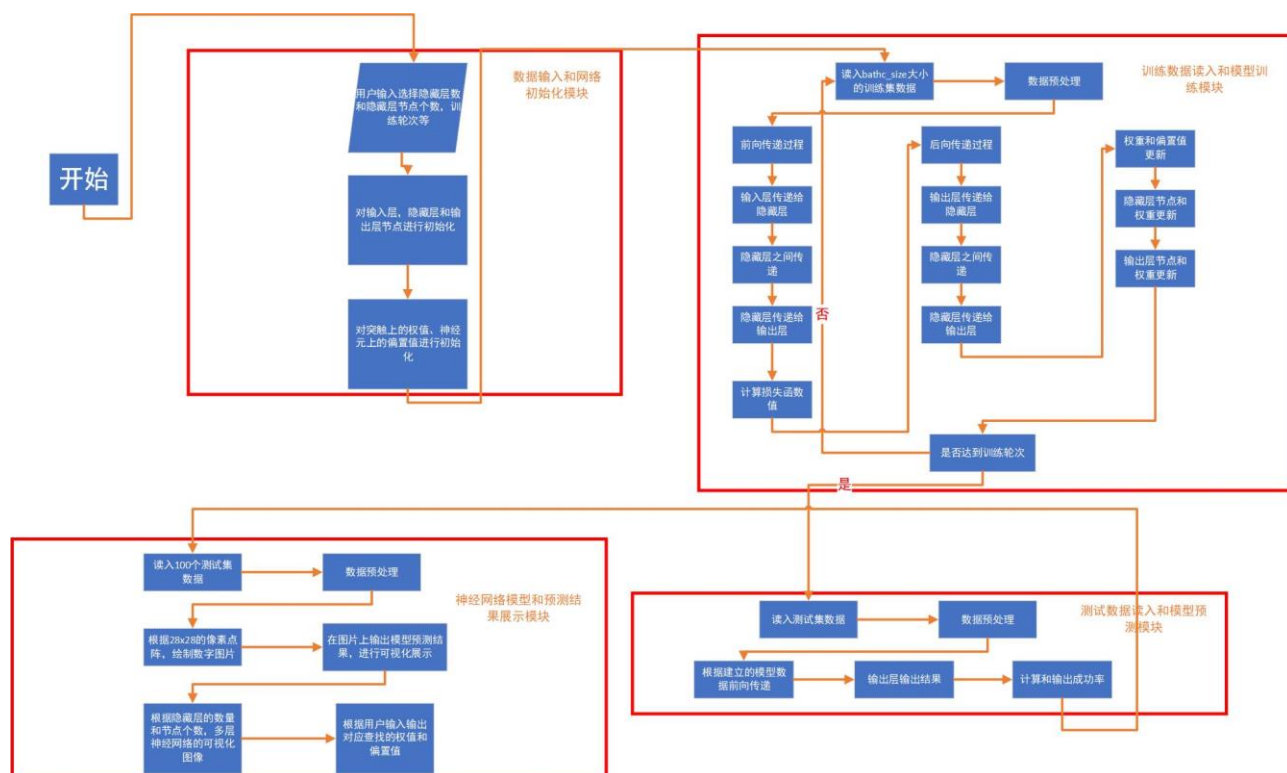 开始
数据输入和网络
初始化模块
用户输入选择隐藏层数
和隐藏层节点个数，训
练轮次等
对输入层，隐藏层和输
出层节点进行初始化
对突触上的权值、神经
元上的偏置值进行初始
化
训练数据读入和模型训
练模块
读入bathc_size大小
的训练集数据
数据预处理
前向传递过程
输入层传递给
隐藏层
隐藏层之间传
递
隐藏层传递给
输出层
计算损失函数
值
后向传递过程
输出层传递给
隐藏层
隐藏层之间传
递
隐藏层传递给
输出层
权重和偏置值
更新
隐藏层节点和
权重更新
输出层节点和
权重更新
是否达到训练轮次
否
是
测试数据读入和模型预
测模块
读入测试集数据
数据预处理
根据建立的模型数
据前向传递
输出层输出结果
计算和输出成功率
神经网络模型和预测结
果展示模块
读入100个测试集
数据
数据预处理
根据28x28的像素点
阵，绘制数字图片
在图片上输出模型预测结
果，进行可视化展示
根据隐藏层的数量
和节点个数，多层
神经网络的可视化
图像
根据用户输入输出
对应查找的权值和
偏置值